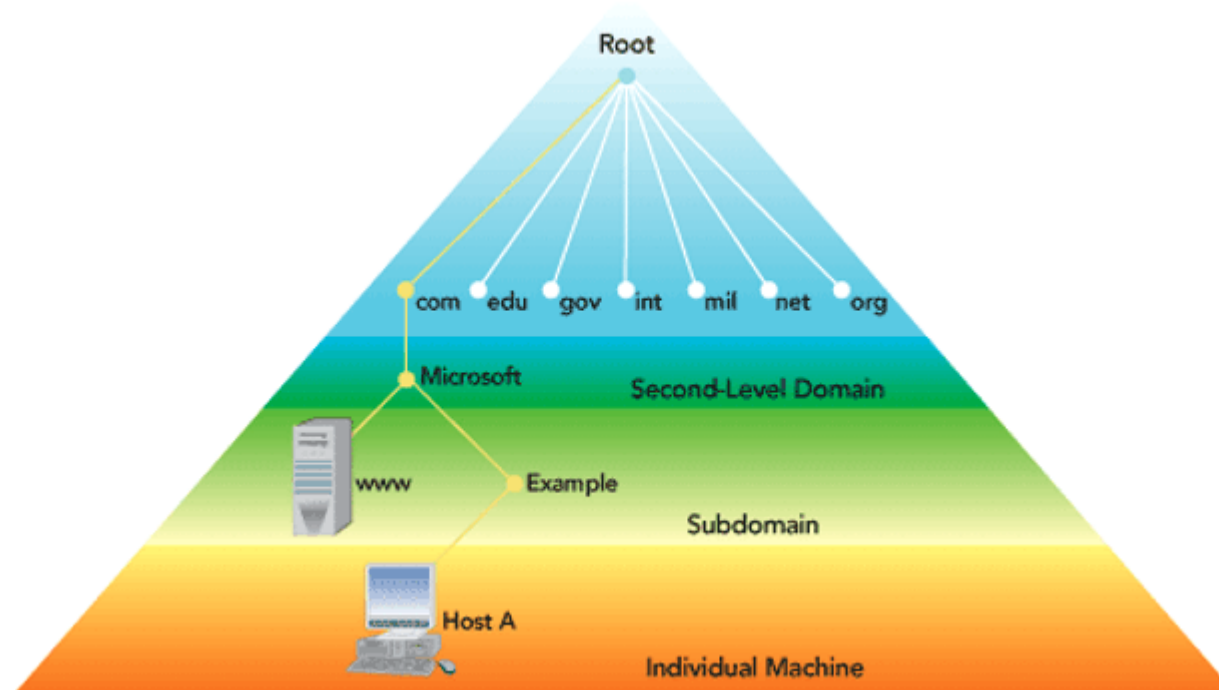 Root
com edu gov int mil net org
Microsoft
Second-Level Domain
www
Example
Subdomain
Host A
Individual Machine